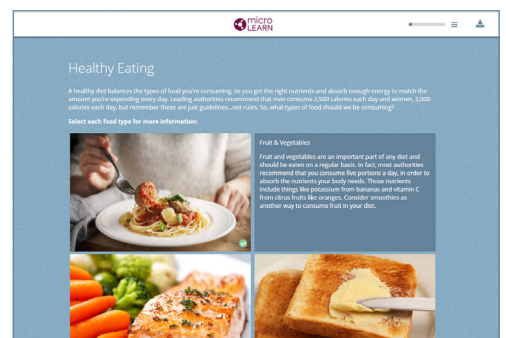 micro
LEARN
Healthy Eating
A healthy diet balances the types of food you're consuming, so you get the right nutrients and absorb enough energy to match the
amount you're expending every day. Leading authorities recommend that men consume 2,500 calories each day and women, 2,000
calories each day, but remember these are just guidelines...not rules. So, what types of food should we be consuming?
Select each food type for more information:
Fruit & Vegetables
Fruit and vegetables are an important part of any diet and
should be eaten on a regular basis. In fact, most authorities
recommend that you consume five portions a day, in order to
absorb the nutrients your body needs. Those nutrients
include things like potassium from bananas and vitamin C
from citrus fruits like oranges. Consider smoothies as
another way to consume fruit in your diet.